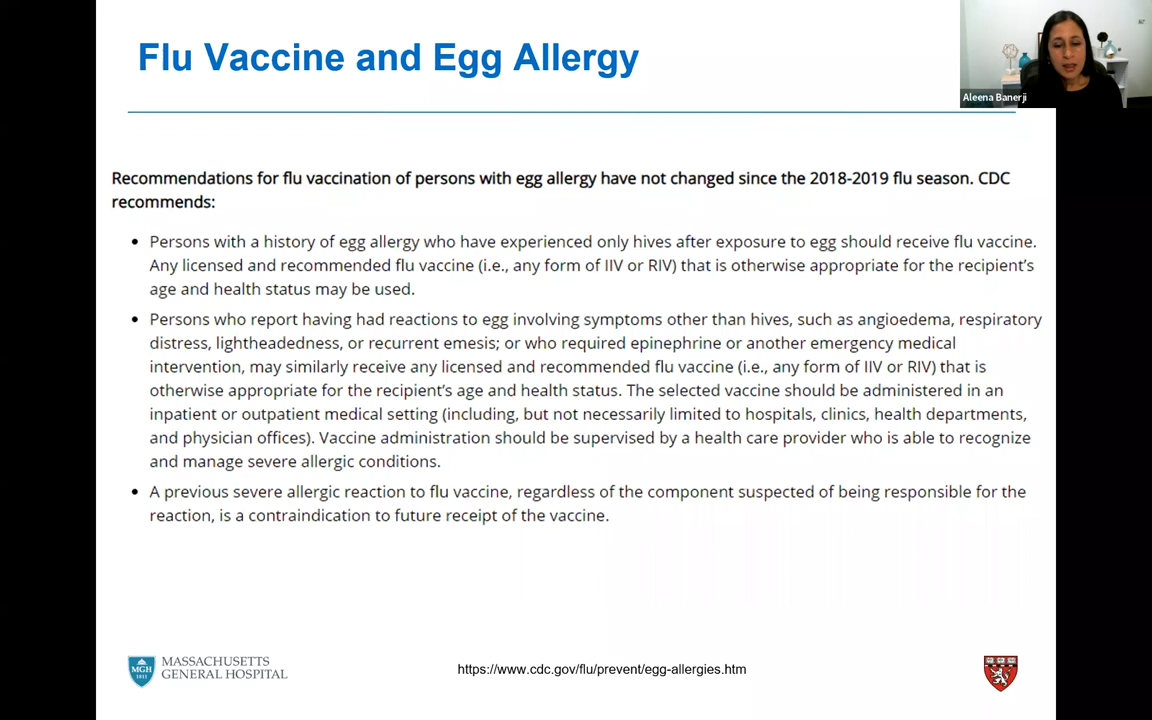 Flu Vaccine and Egg Allergy
Aleena Banerji
Recommendations for flu vaccination of persons with egg allergy have not changed since the 2018-2019 flu season. CDC
recommends:
• Persons with a history of egg allergy who have experienced only hives after exposure to egg should receive flu vaccine.
Any licensed and recommended flu vaccine (i.e., any form of IIV or RIV) that is otherwise appropriate for the recipient's
age and health status may be used.
• Persons who report having had reactions to egg involving symptoms other than hives, such as angioedema, respiratory
distress, lightheadedness, or recurrent emesis; or who required epinephrine or another emergency medical
intervention, may similarly receive any licensed and recommended flu vaccine (i.e., any form of IIV or RIV) that is
otherwise appropriate for the recipient's age and health status. The selected vaccine should be administered in an
inpatient or outpatient medical setting (including, but not necessarily limited to hospitals, clinics, health departments,
and physician offices). Vaccine administration should be supervised by a health care provider who is able to recognize
and manage severe allergic conditions.
• A previous severe allergic reaction to flu vaccine, regardless of the component suspected of being responsible for the
reaction, is a contraindication to future receipt of the vaccine.
MGH
1811
MASSACHUSETTS
GENERAL HOSPITAL
https://www.cdc.gov/flu/prevent/egg-allergies.htm